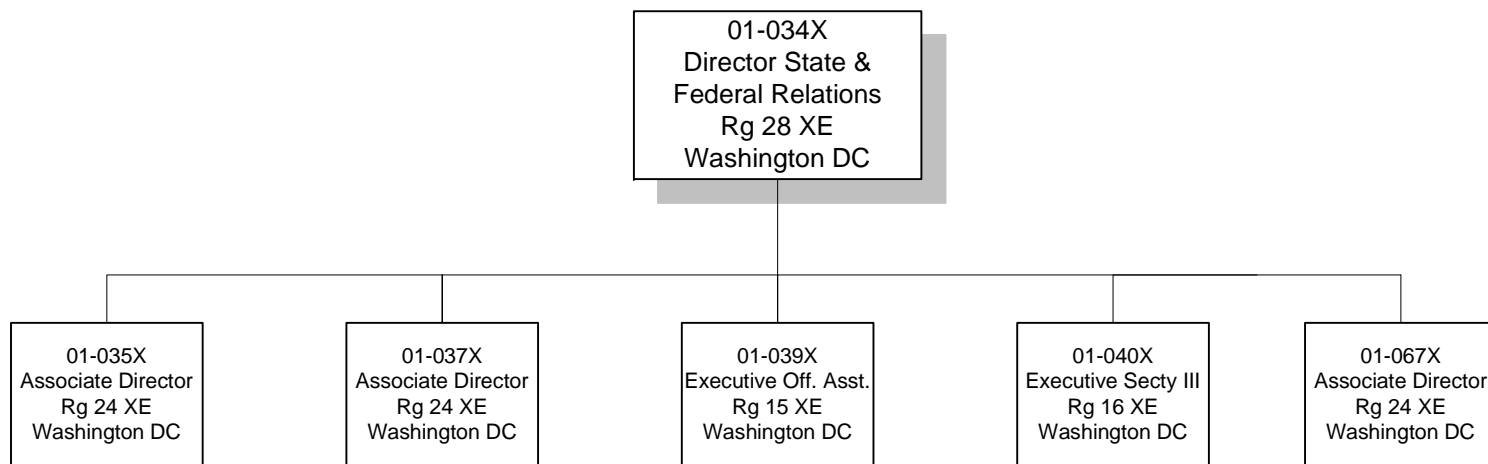 01-034X
Director State &
Federal Relations
Rg 28 XE
Washington DC
01-035X
Associate Director
Rg 24 XE
Washington DC
01-037X
Associate Director
Rg 24 XE
Washington DC
01-039X
Executive Off. Asst.
Rg 15 XE
Washington DC
01-040X
Executive Secty III
Rg 16 XE
Washington DC
01-067X
Associate Director
Rg 24 XE
Washington DC